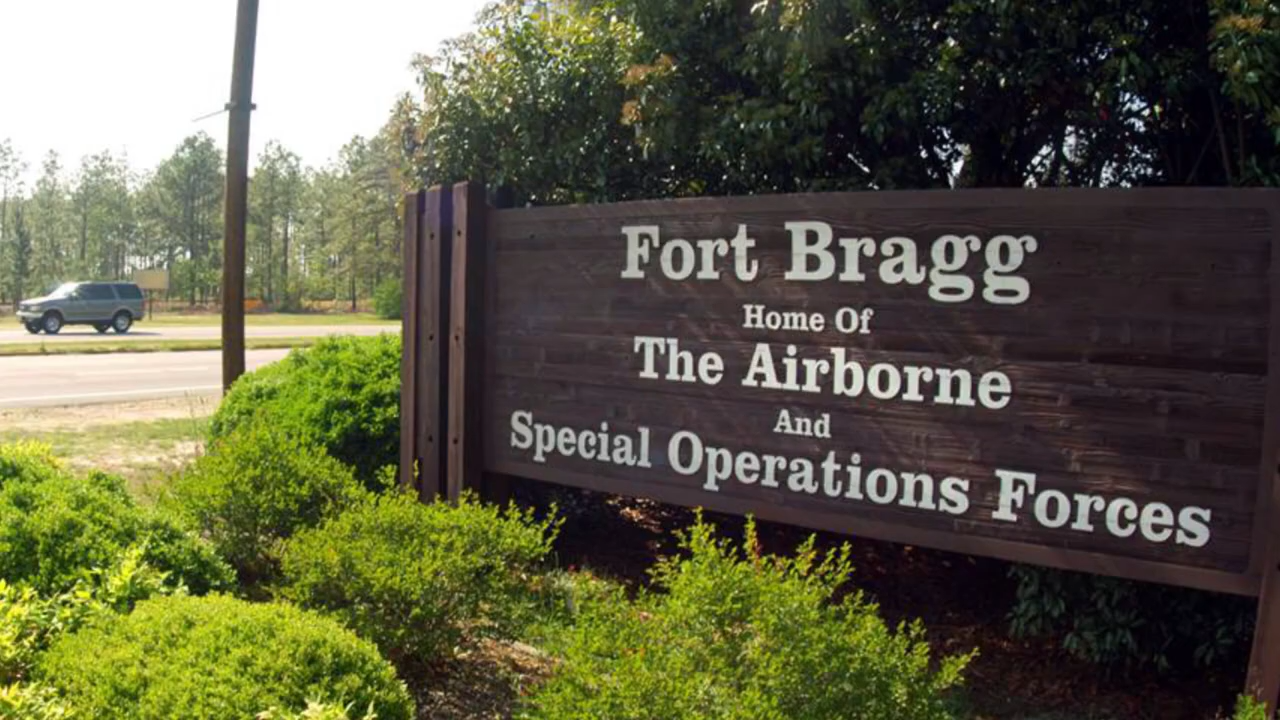 Fort Bragg
Home Of
The Airborne
And
Special Operations Forces